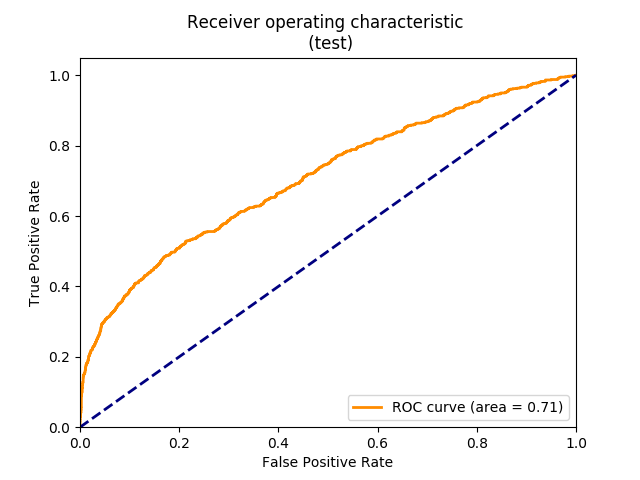 Receiver operating characteristic
(test)
1.0
0.8
0.6
0.4
0.2
0.0
True Positive Rate
ROC curve (area = 0.71)
0.0 0.2 0.4 0.6 0.8 1.0
False Positive Rate